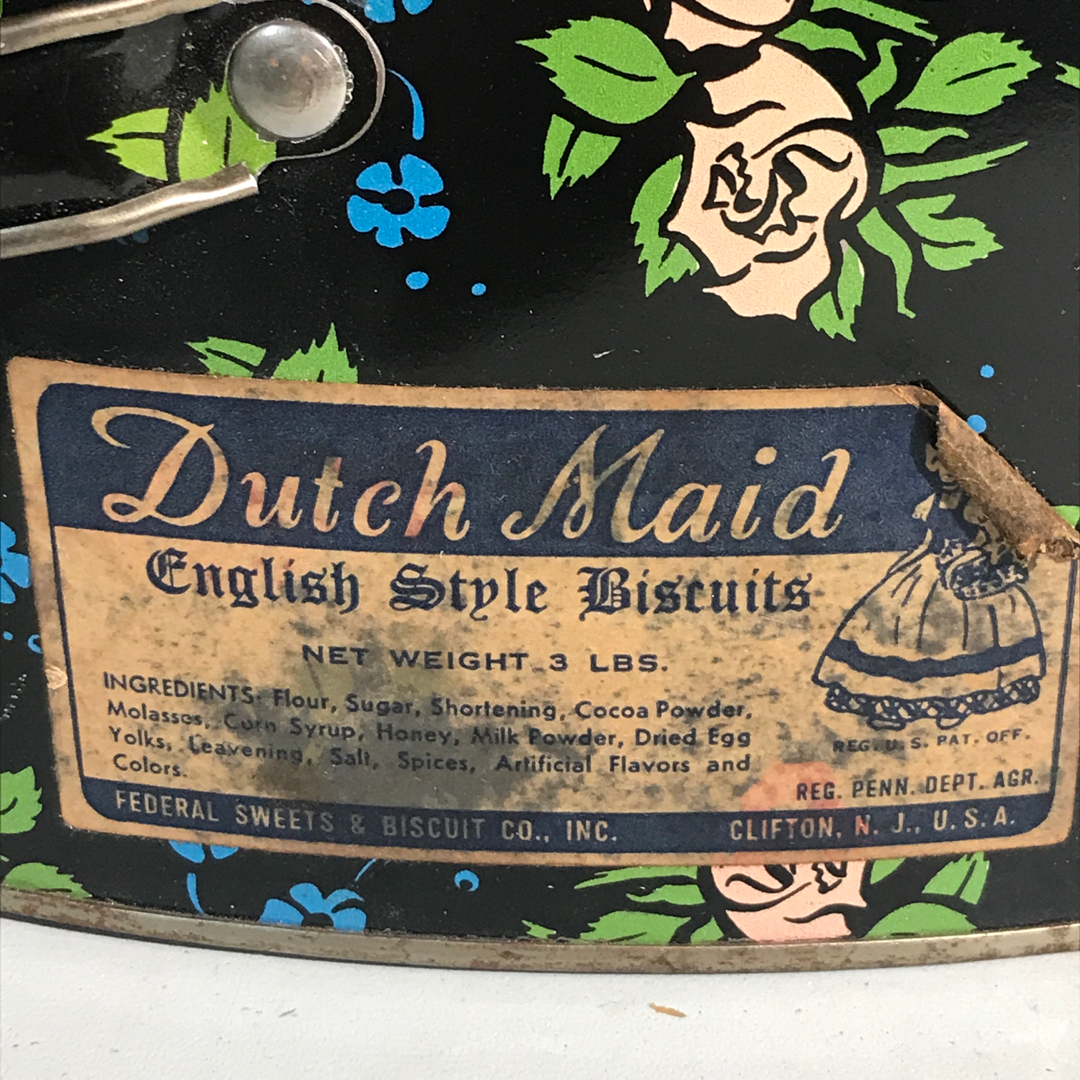 Dutch Maid
English Style Biscuits
NET WEIGHT 3 LBS.
INGREDIENTS: Flour, Sugar, Shortening, Cocoa Powder,
Molasses, Corn Syrup, Honey, Milk Powder, Dried Egg
Yolks, Leavening, Salt, Spices, Artificial Flavors and
Colors.
REG. U. S. PAT. OFF.
REG. PENN. DEPT. AGR.
FEDERAL SWEETS & BISCUIT CO., INC.
CLIFTON, N. J., U. S. A.